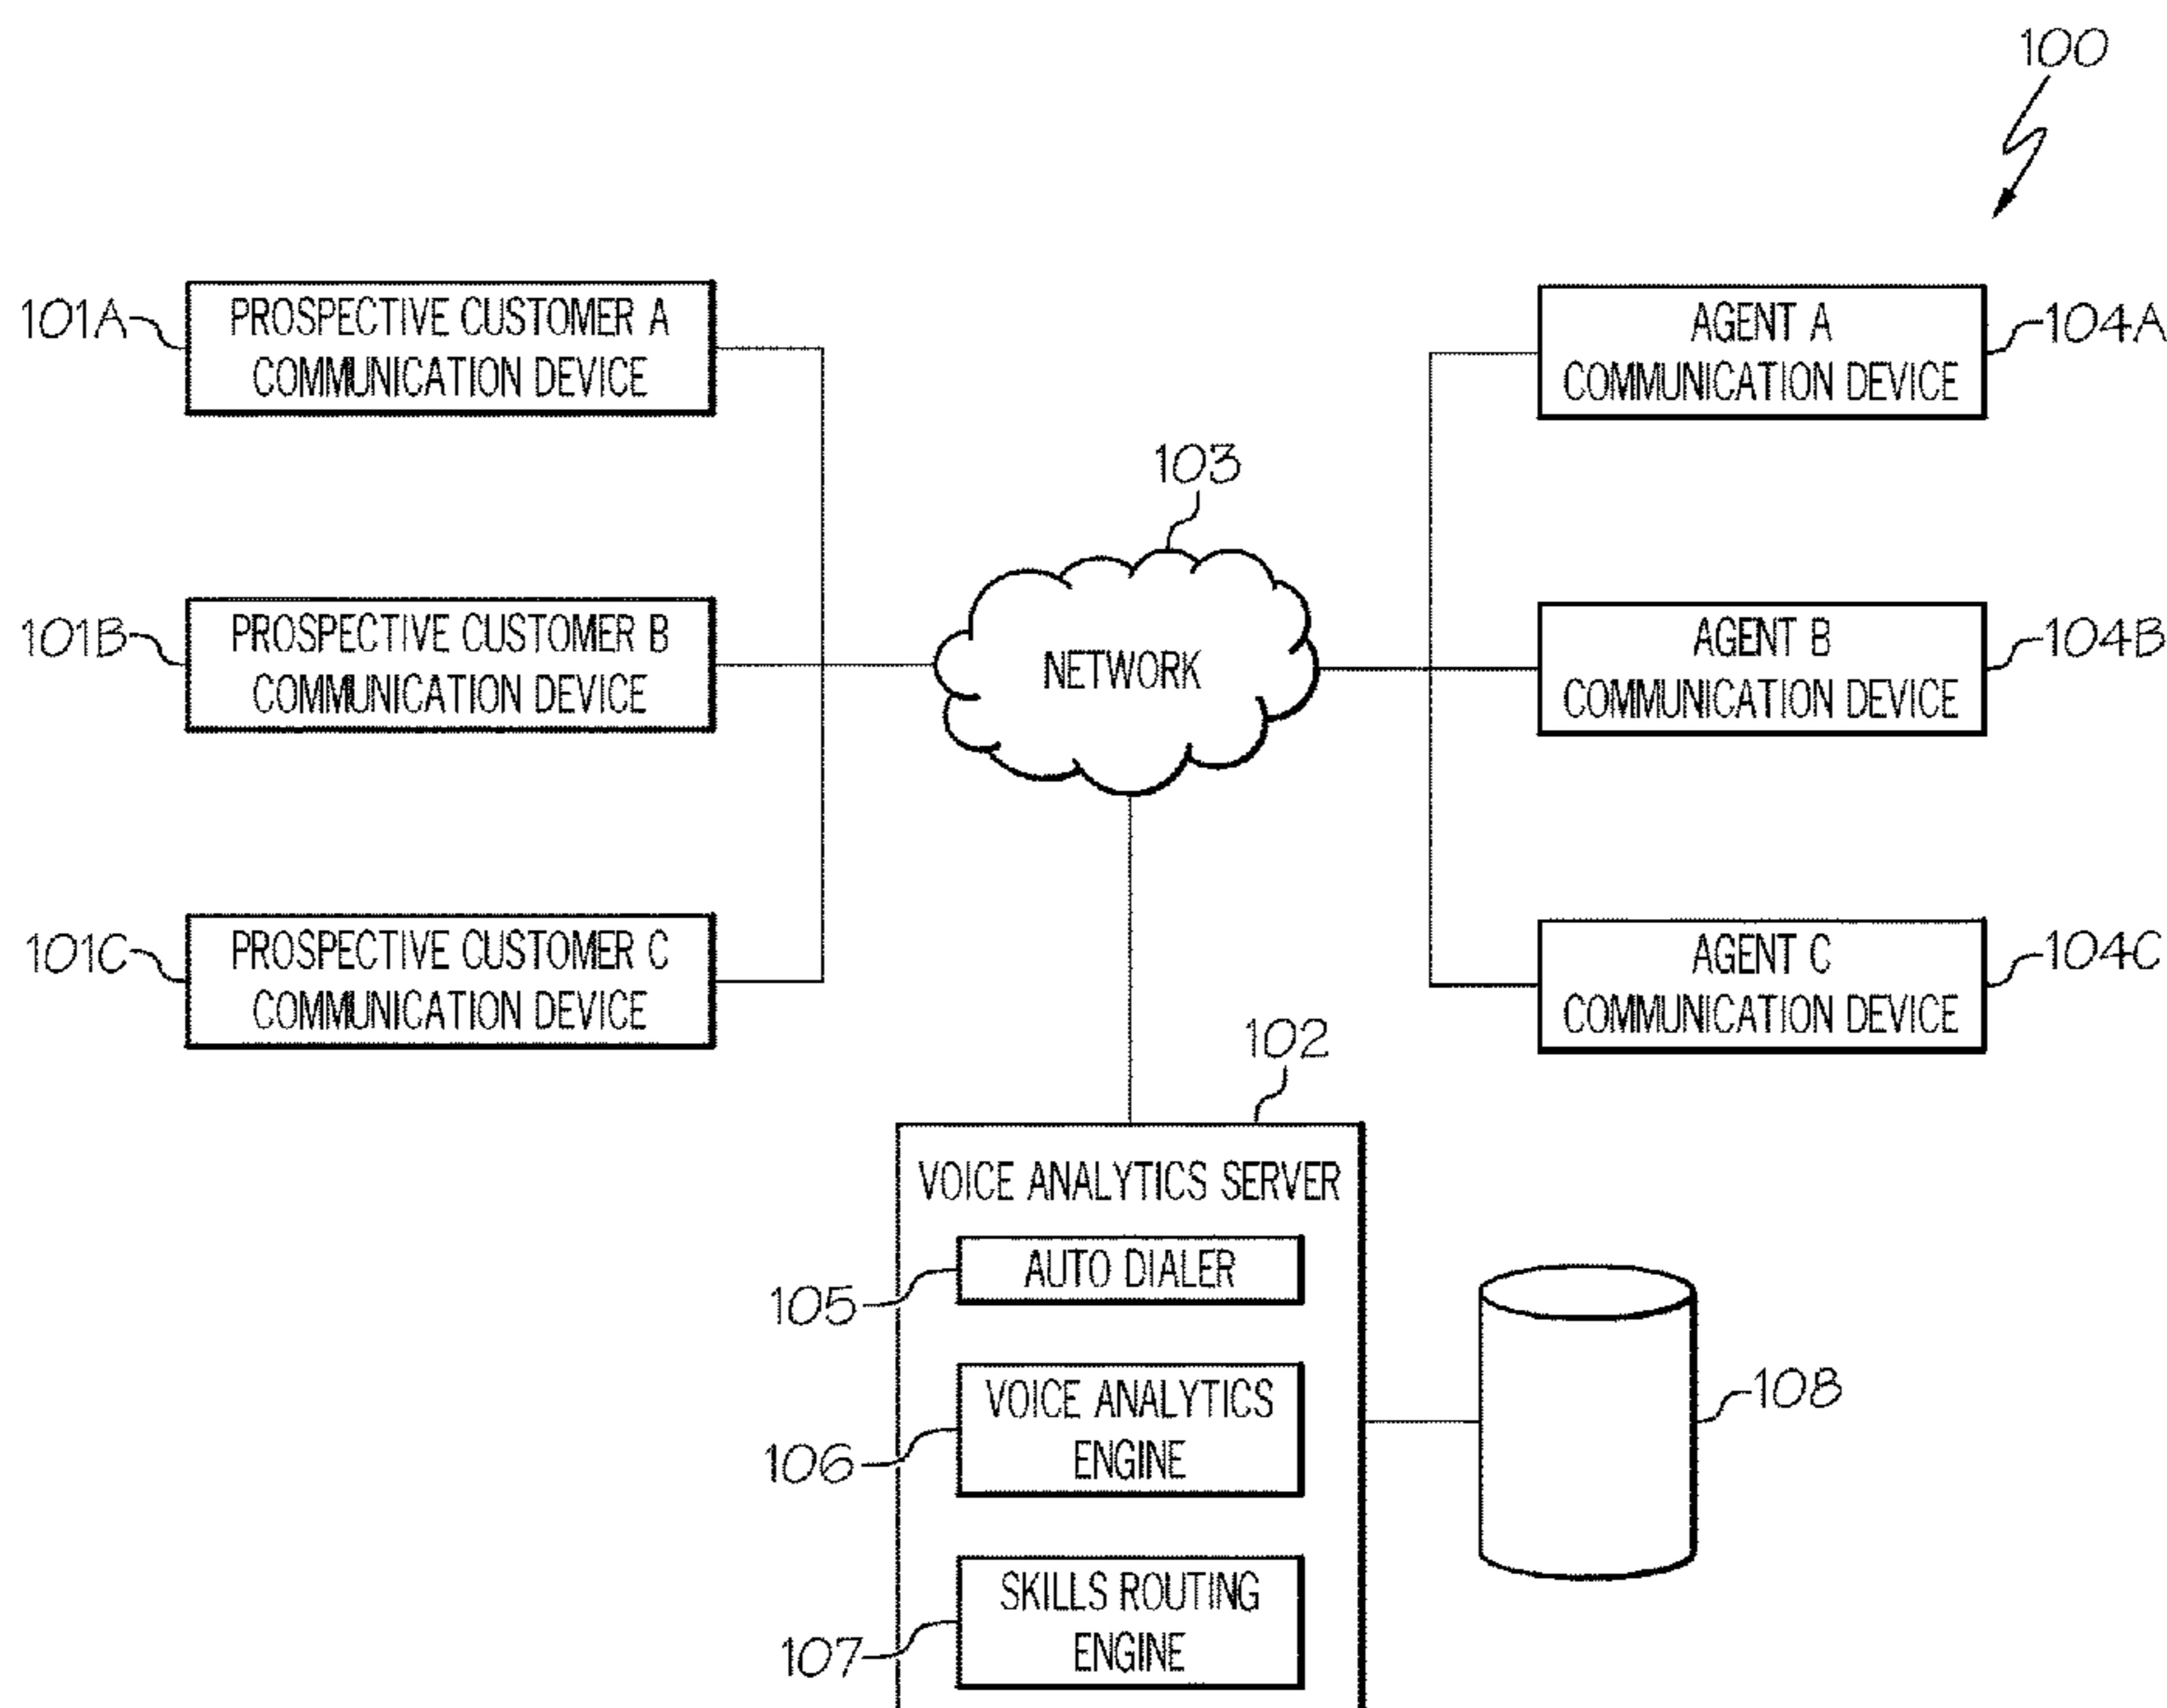 100
101A
PROSPECTIVE CUSTOMER A
COMMUNICATION DEVICE
AGENT A
COMMUNICATION DEVICE
104A
103
101B
PROSPECTIVE CUSTOMER B
COMMUNICATION DEVICE
NETWORK
AGENT B
COMMUNICATION DEVICE
104B
101C
PROSPECTIVE CUSTOMER C
COMMUNICATION DEVICE
AGENT C
COMMUNICATION DEVICE
104C
102
VOICE ANALYTICS SERVER
105
AUTO DIALER
106
VOICE ANALYTICS
ENGINE
108
107
SKILLS ROUTING
ENGINE